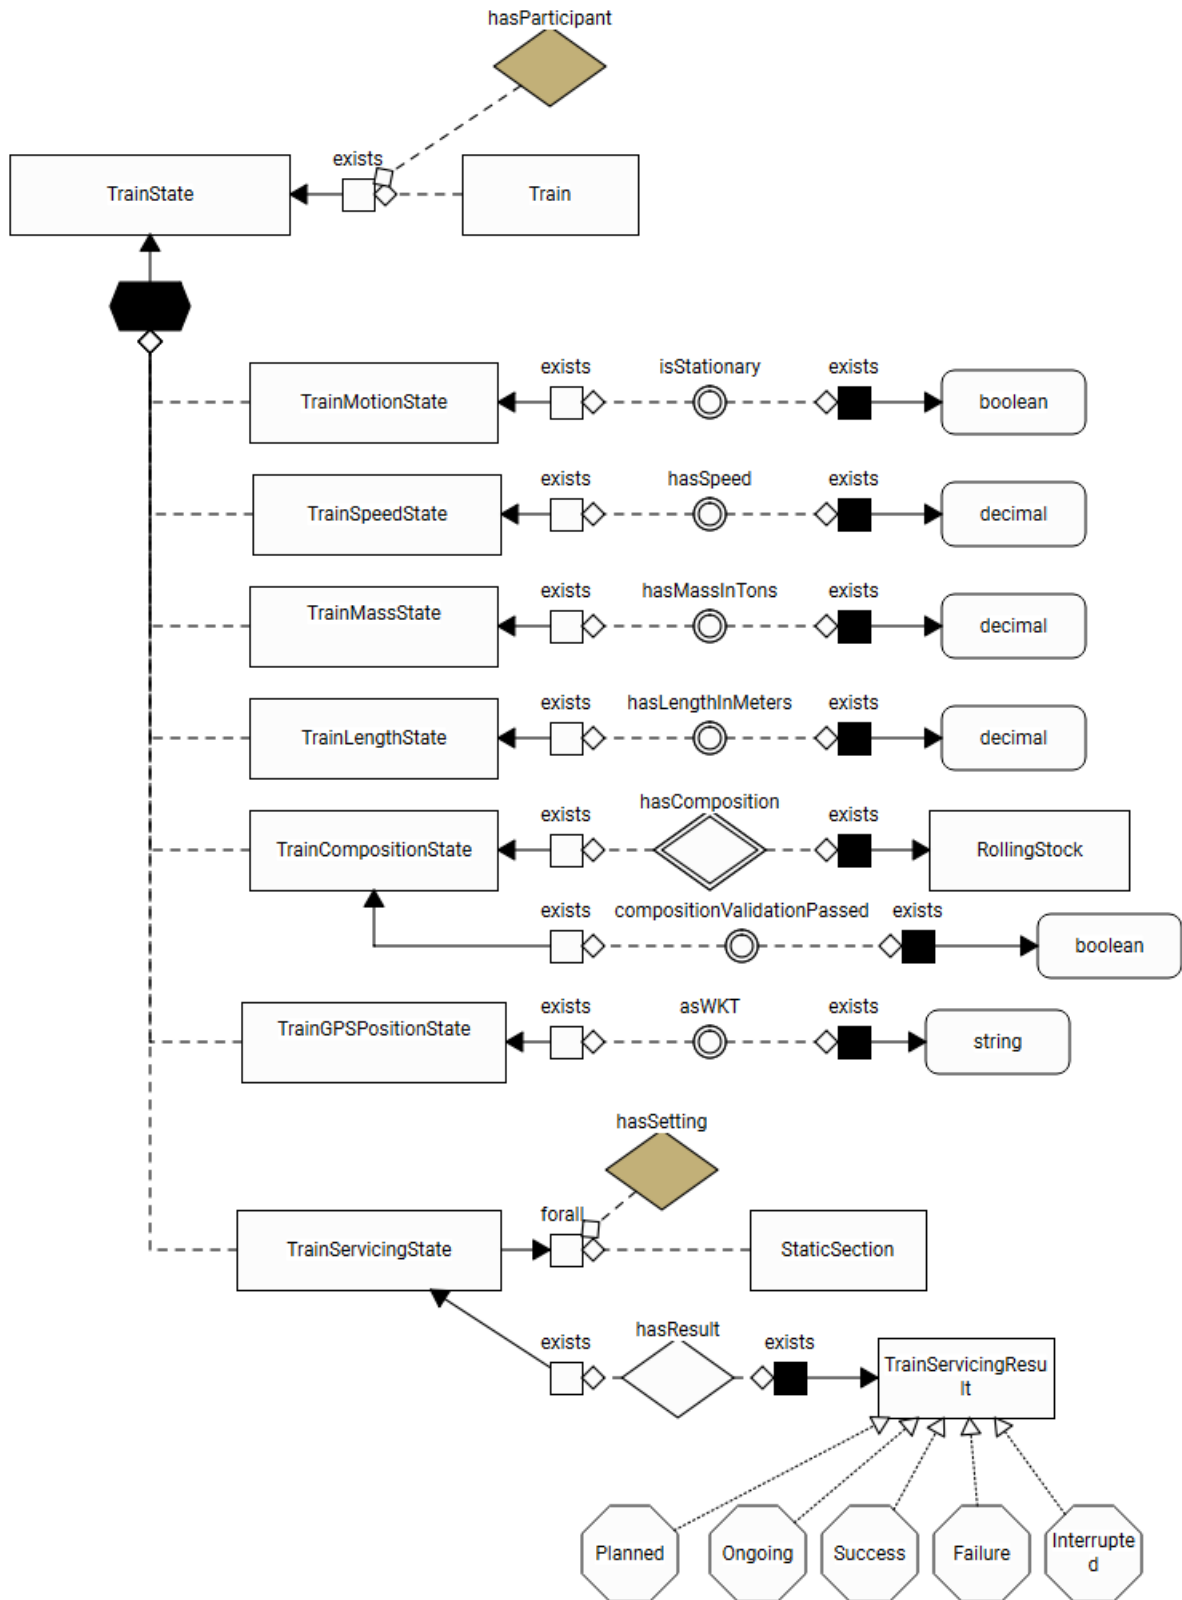 hasParticipant
exists
TrainState
Train
exists
isStationary
exists
TrainMotionState
boolean
exists
hasSpeed
exists
TrainSpeedState
decimal
exists
hasMassInTons
exists
TrainMassState
decimal
exists
hasLengthInMeters
exists
TrainLengthState
decimal
exists
hasComposition
exists
TrainCompositionState
RollingStock
exists
compositionValidationPassed
exists
boolean
exists
asWKT
exists
TrainGPSPositionState
string
hasSetting
forall
TrainServicingState
StaticSection
exists
hasResult
exists
TrainServicingResu
lt
Planned
Ongoing
Success
Failure
Interrupte
d